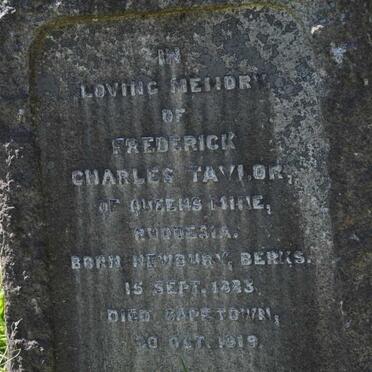 IN
LOVING MEMORY
OF
FREDERICK
CHARLES TAYLOR,
OF QUEENS MINE,
RHODESIA.
BORN NEWBURY, BERKS.
15 SEPT. 1883.
DIED CAPETOWN,
20 OCT. 1919.